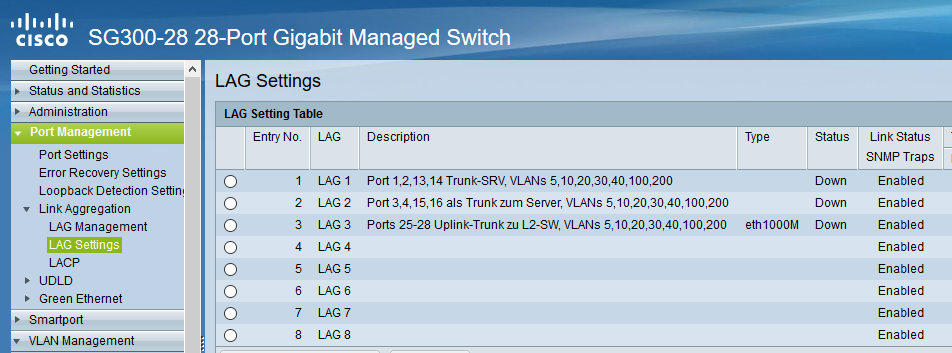 CISCO
SG300-28 28-Port Gigabit Managed Switch
Getting Started
Status and Statistics
Administration
Port Management
Port Settings
Error Recovery Settings
Loopback Detection Settin
Link Aggregation
LAG Management
LAG Settings
LACP
UDLD
Green Ethernet
Smartport
VLAN Management
LAG Settings
LAG Setting Table
Entry No. LAG Description Type Status Link Status
SNMP Traps
1 LAG 1 Port 1,2,13,14 Trunk-SRV, VLANs 5,10,20,30,40,100,200 Down Enabled
2 LAG 2 Port 3,4,15,16 als Trunk zum Server, VLANs 5,10,20,30,40,100,200 Down Enabled
3 LAG 3 Ports 25-28 Uplink-Trunk zu L2-SW, VLANs 5,10,20,30,40,100,200 eth1000M Down Enabled
4 LAG 4 Enabled
5 LAG 5 Enabled
6 LAG 6 Enabled
7 LAG 7 Enabled
8 LAG 8 Enabled